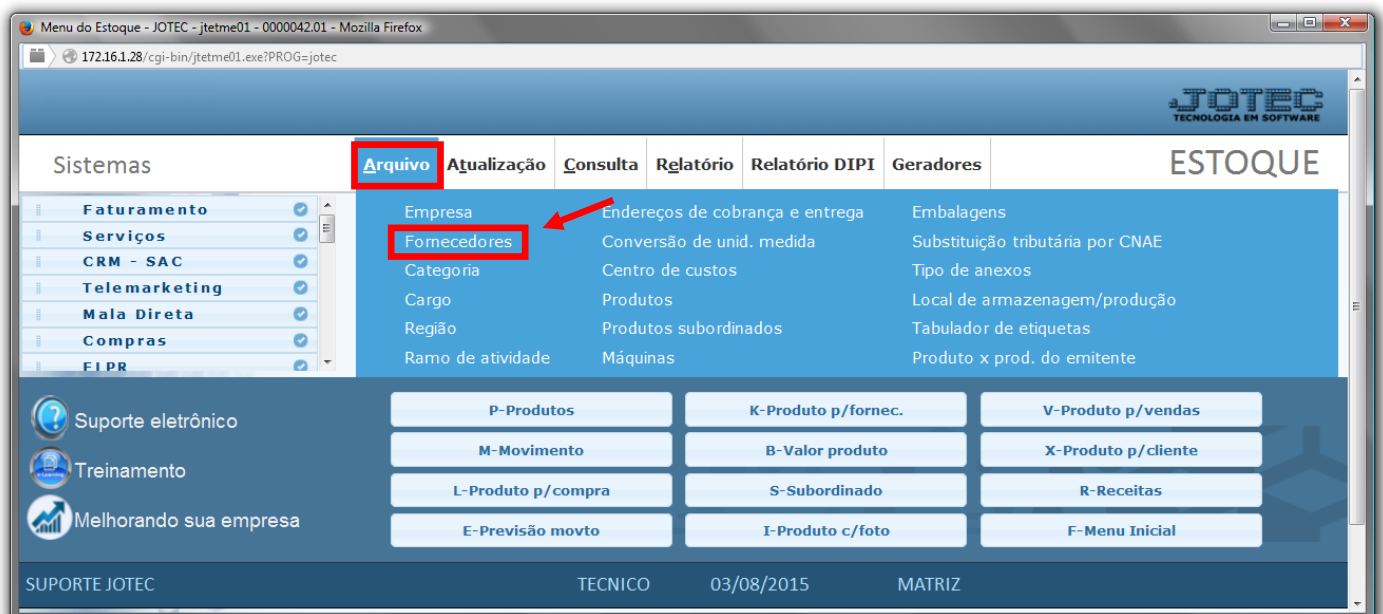 Menu do Estoque - JOTEC - jtetme01 - 0000042.01 - Mozilla Firefox
172.16.1.28/cgi-bin/jtetme01.exe?PROG=jotec
JOTEC
TECNOLOGIA EM SOFTWARE
Sistemas
Arquivo Atualização Consulta Relatório Relatório DIPI Geradores
ESTOQUE
Faturamento
Serviços
CRM - SAC
Telemarketing
Mala Direta
Compras
Empresa Endereços de cobrança e entrega Embalagens
Fornecedores Conversão de unid. medida Substituição tributária por CNAE
Categoria Centro de custos Tipo de anexos
Cargo Produtos Local de armazenagem/produção
Região Produtos subordinados Tabulador de etiquetas
Ramo de atividade Máquinas Produto x prod. do emitente
Suporte eletrônico
Treinamento
Melhorando sua empresa
P-Produtos K-Produto p/fornec. V-Produto p/vendas
M-Movimento B-Valor produto X-Produto p/cliente
L-Produto p/compra S-Subordinado R-Receitas
E-Previsão movto I-Produto c/foto F-Menu Inicial
SUPORTE JOTEC TECNICO 03/08/2015 MATRIZ